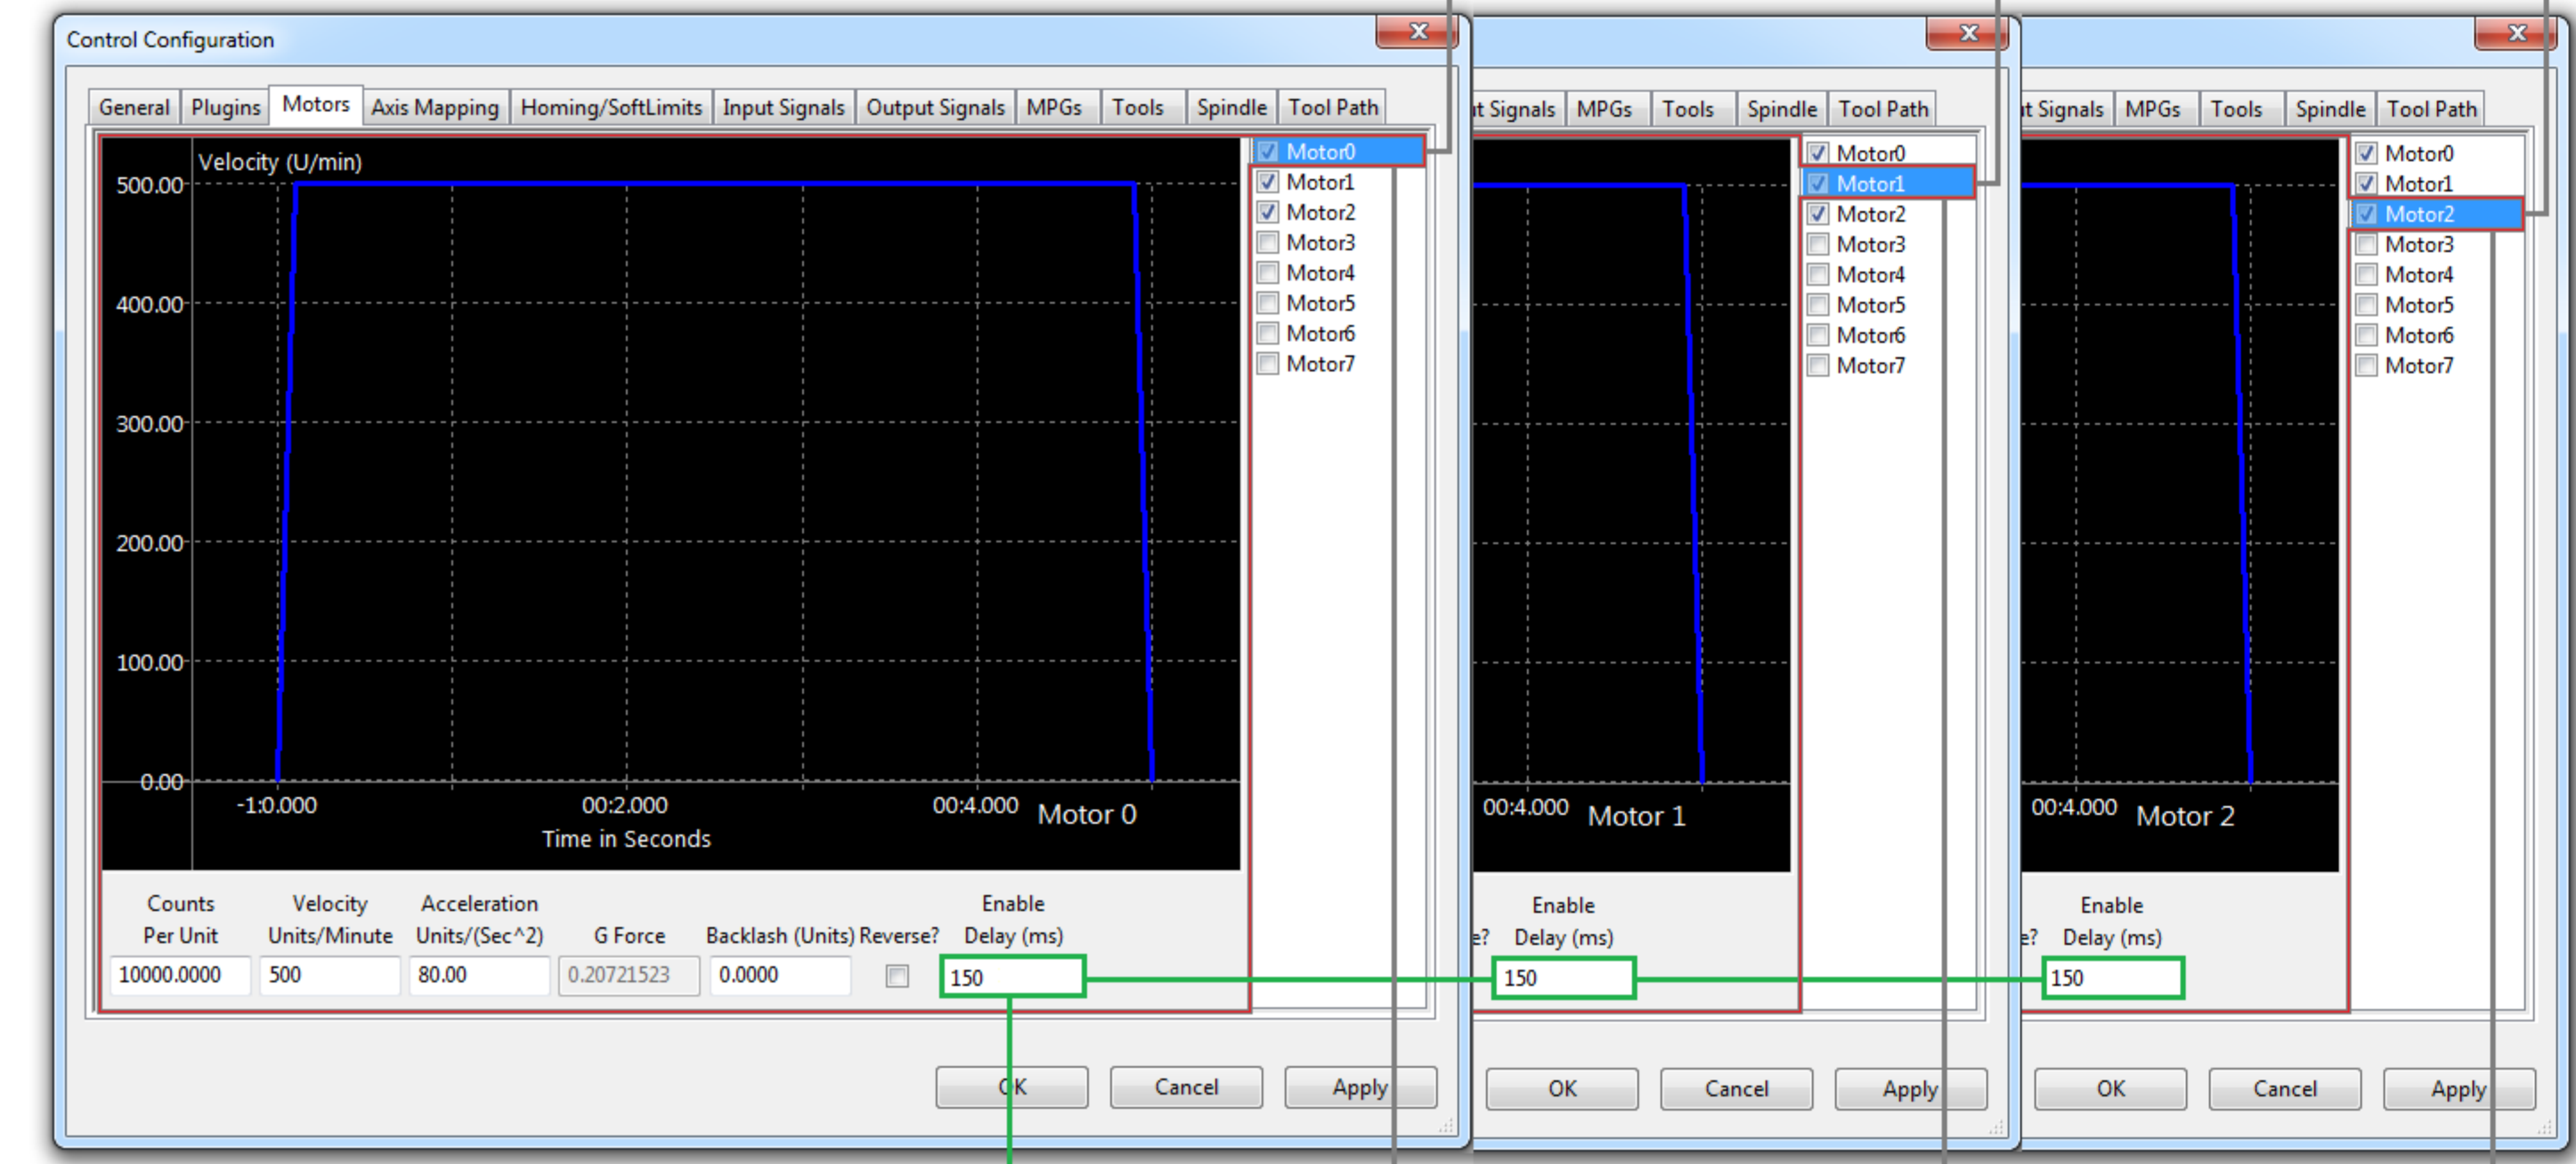 Control Configuration
General Plugins Motors Axis Mapping Homing/SoftLimits Input Signals Output Signals MPGs Tools Spindle Tool Path
Velocity (U/min)
500.00
400.00
300.00
200.00
100.00
0.00
-1:0.000 00:2.000 00:4.000 Motor 0
Time in Seconds
Motor0
Motor1
Motor2
Motor3
Motor4
Motor5
Motor6
Motor7
Counts Per Unit
Velocity Units/Minute
Acceleration Units/(Sec^2)
G Force
Backlash (Units)
Reverse?
Enable Delay (ms)
10000.0000 500 80.00 0.20721523 0.0000 150
OK Cancel Apply
t Signals MPGs Tools Spindle Tool Path
Motor0
Motor1
Motor2
Motor3
Motor4
Motor5
Motor6
Motor7
00:4.000 Motor 1
Enable
e? Delay (ms)
150
OK Cancel Apply
t Signals MPGs Tools Spindle Tool Path
Motor0
Motor1
Motor2
Motor3
Motor4
Motor5
Motor6
Motor7
00:4.000 Motor 2
Enable
e? Delay (ms)
150
OK Cancel Apply